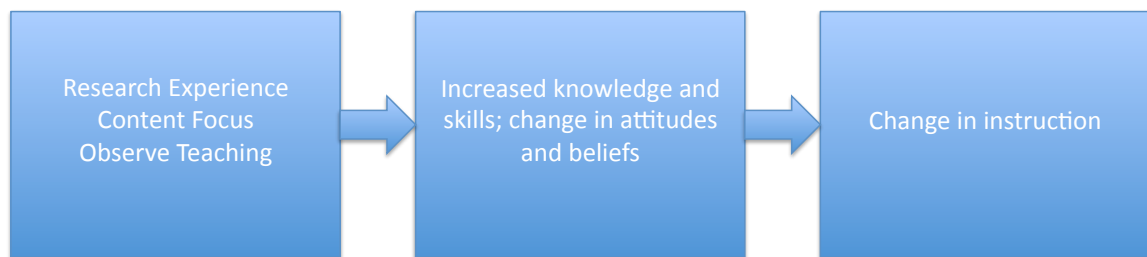 Research Experience
Content Focus
Observe Teaching
Increased knowledge and
skills; change in attitudes
and beliefs
Change in instruction